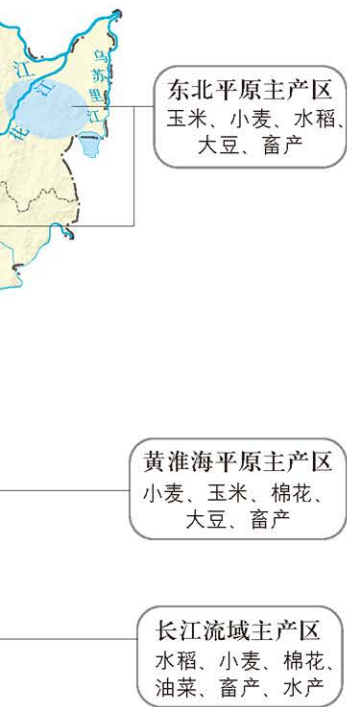 江
江
花
乌苏里江
东北平原主产区
玉米、小麦、水稻、
大豆、畜产
黄淮海平原主产区
小麦、玉米、棉花、
大豆、畜产
长江流域主产区
水稻、小麦、棉花、
油菜、畜产、水产